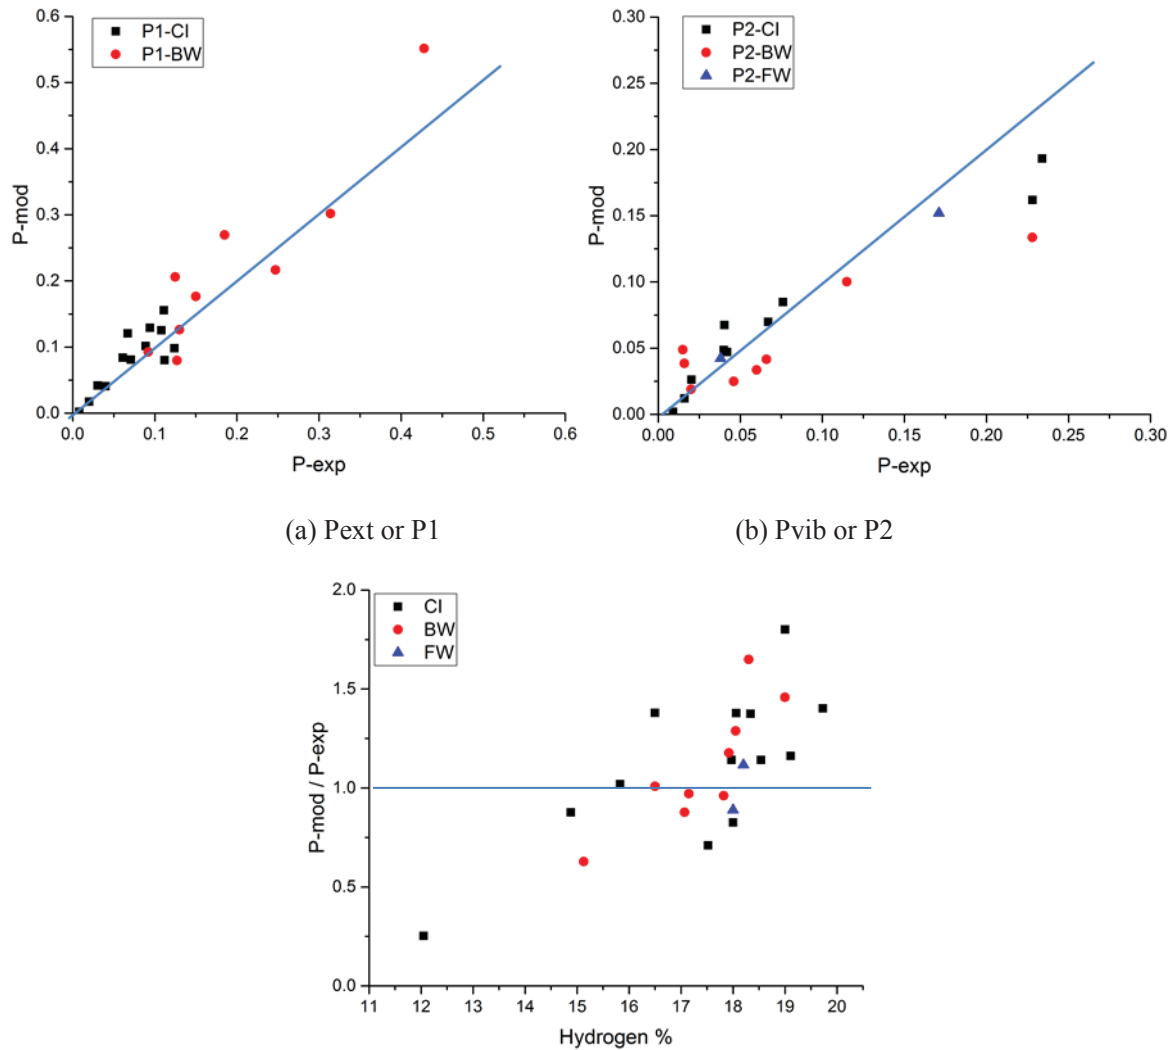 P1-CI
P1-BW
0.6
0.5
0.4
0.3
0.2
0.1
0.0
P-mod
0.0 0.1 0.2 0.3 0.4 0.5 0.6
P-exp
P2-CI
P2-BW
P2-FW
0.30
0.25
0.20
0.15
0.10
0.05
0.00
P-mod
0.00 0.05 0.10 0.15 0.20 0.25 0.30
P-exp
(a) Pext or P1
(b) Pvib or P2
CI
BW
FW
2.0
1.5
1.0
0.5
0.0
P-mod / P-exp
11 12 13 14 15 16 17 18 19 20
Hydrogen %